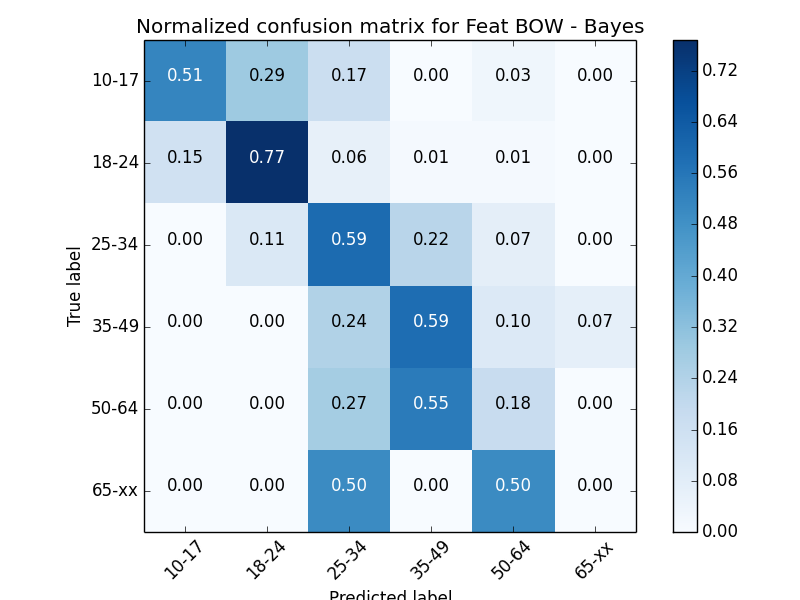 Normalized confusion matrix for Feat BOW - Bayes
True label
10-17 0.51 0.29 0.17 0.00 0.03 0.00
18-24 0.15 0.77 0.06 0.01 0.01 0.00
25-34 0.00 0.11 0.59 0.22 0.07 0.00
35-49 0.00 0.00 0.24 0.59 0.10 0.07
50-64 0.00 0.00 0.27 0.55 0.18 0.00
65-xx 0.00 0.00 0.50 0.00 0.50 0.00
10-17 18-24 25-34 35-49 50-64 65-xx
Predicted label
0.72
0.64
0.56
0.48
0.40
0.32
0.24
0.16
0.08
0.00